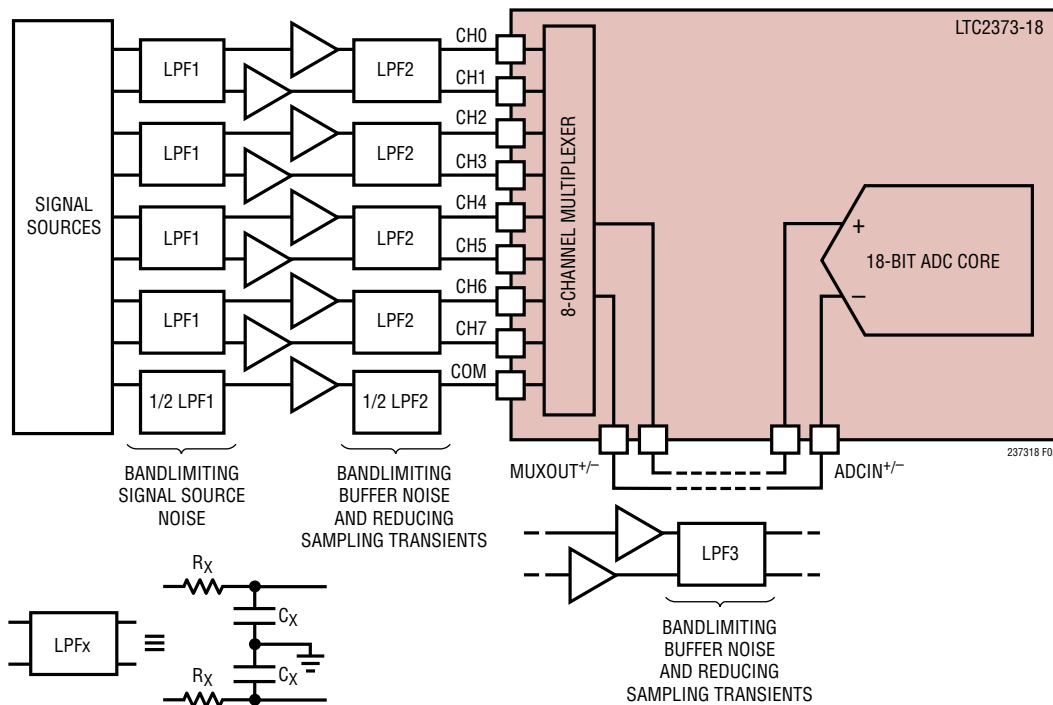 LTC2373-18
SIGNAL
SOURCES
LPF1
LPF2
CH0
CH1
LPF1
LPF2
CH2
CH3
LPF1
LPF2
CH4
CH5
LPF1
LPF2
CH6
CH7
1/2 LPF1
1/2 LPF2
COM
8-CHANNEL MULTIPLEXER
+
–
18-BIT ADC CORE
BANDLIMITING
SIGNAL SOURCE
NOISE
BANDLIMITING
BUFFER NOISE
AND REDUCING
SAMPLING TRANSIENTS
MUXOUT+/–
ADCIN+/–
LPF3
BANDLIMITING
BUFFER NOISE
AND REDUCING
SAMPLING TRANSIENTS
LPFx
≡
RX
CX
CX
RX